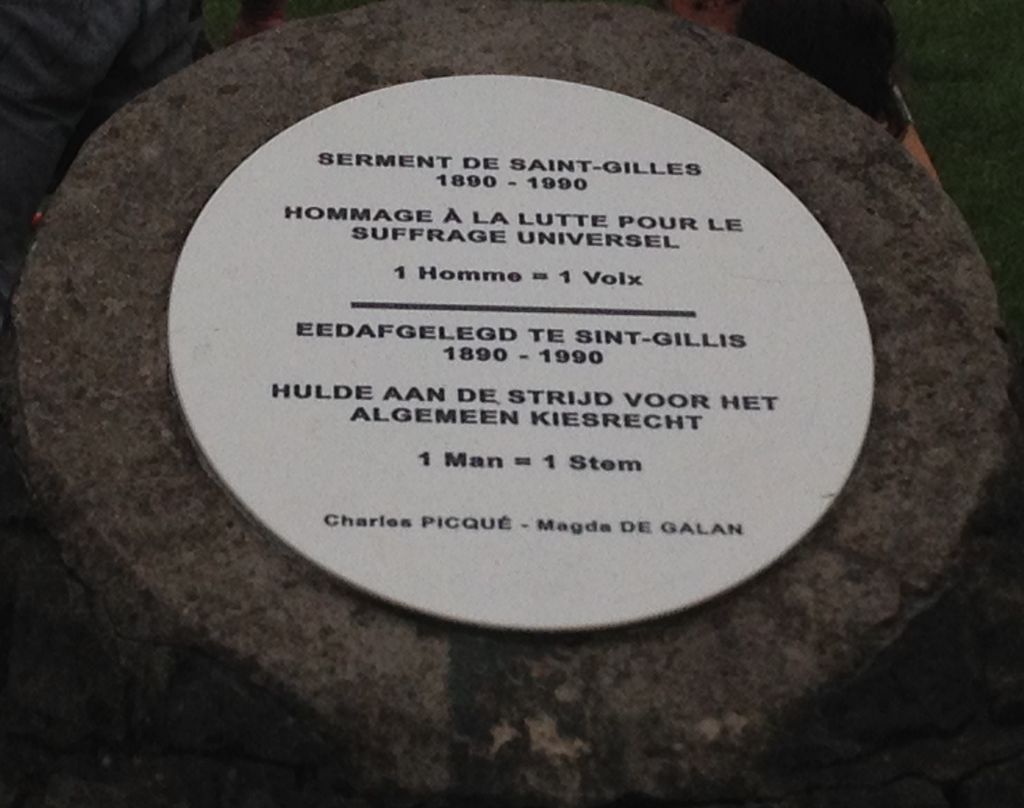 SERMENT DE SAINT-GILLES
1890 - 1990
HOMMAGE À LA LUTTE POUR LE
SUFFRAGE UNIVERSEL
1 Homme = 1 Voix
EEDAFGELEGD TE SINT-GILLIS
1890 - 1990
HULDE AAN DE STRIJD VOOR HET
ALGEMEEN KIESRECHT
1 Man = 1 Stem
Charles PICQUÉ - Magda DE GALAN